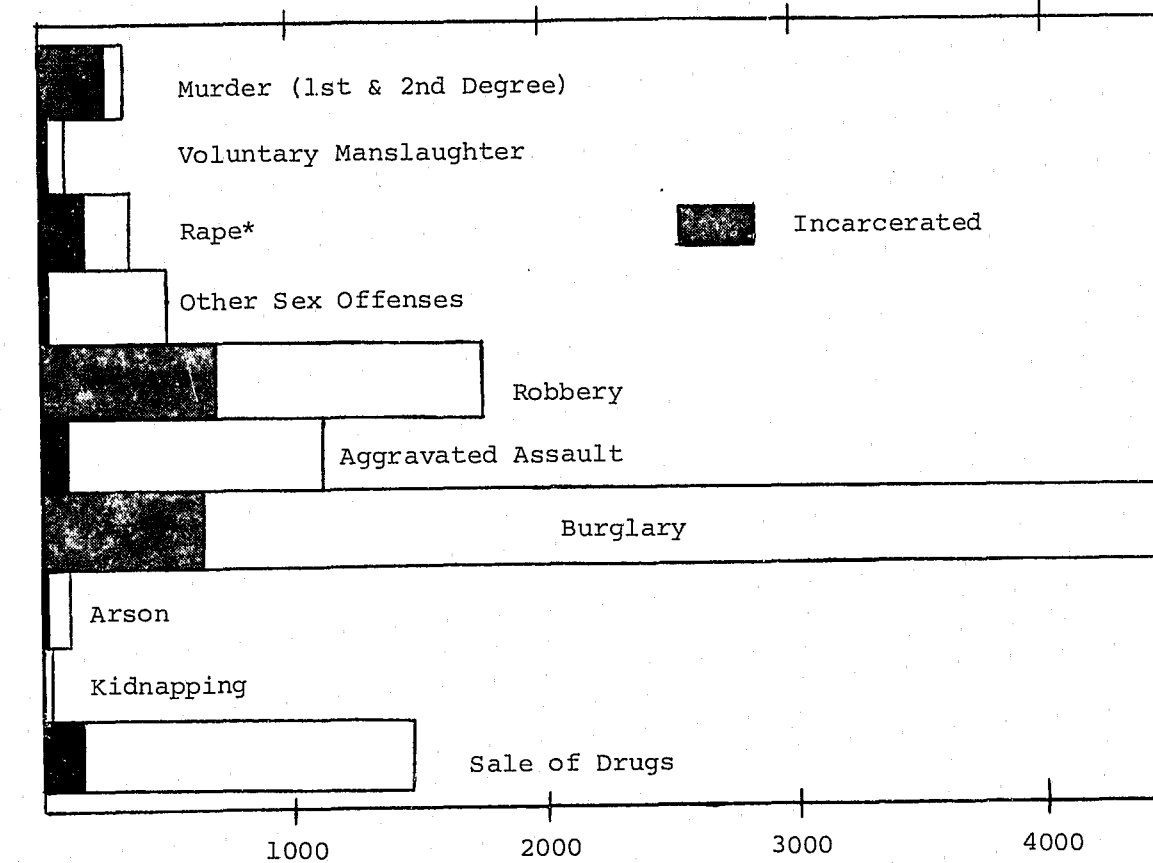 Murder (1st & 2nd Degree)
Voluntary Manslaughter
Rape*
Incarcerated
Other Sex Offenses
Robbery
Aggravated Assault
Burglary
Arson
Kidnapping
Sale of Drugs
1000 2000 3000 4000